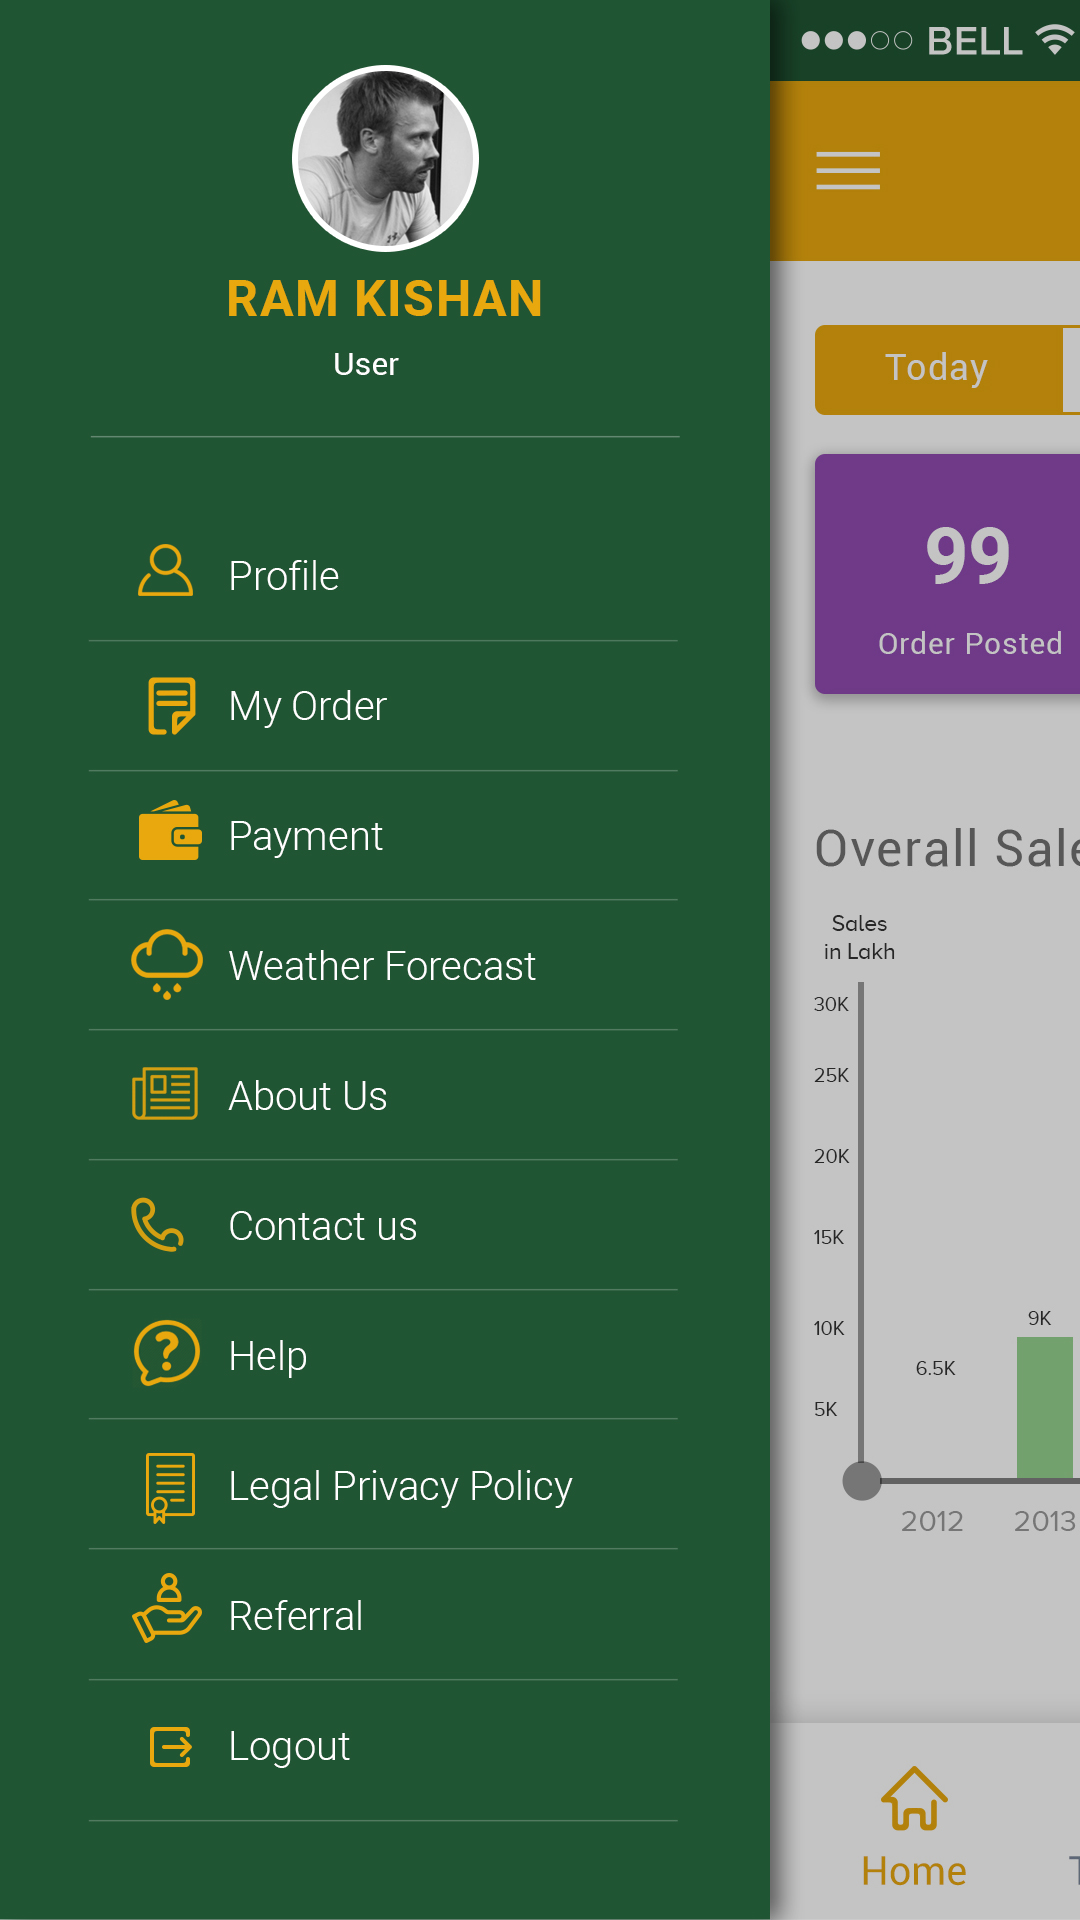 BELL
RAM KISHAN
User
Profile
My Order
Payment
Weather Forecast
About Us
Contact us
Help
Legal Privacy Policy
Referral
Logout
Today
99
Order Posted
Overall Sale
Sales
in Lakh
30K
25K
20K
15K
10K
5K
6.5K
9K
2012
2013
Home